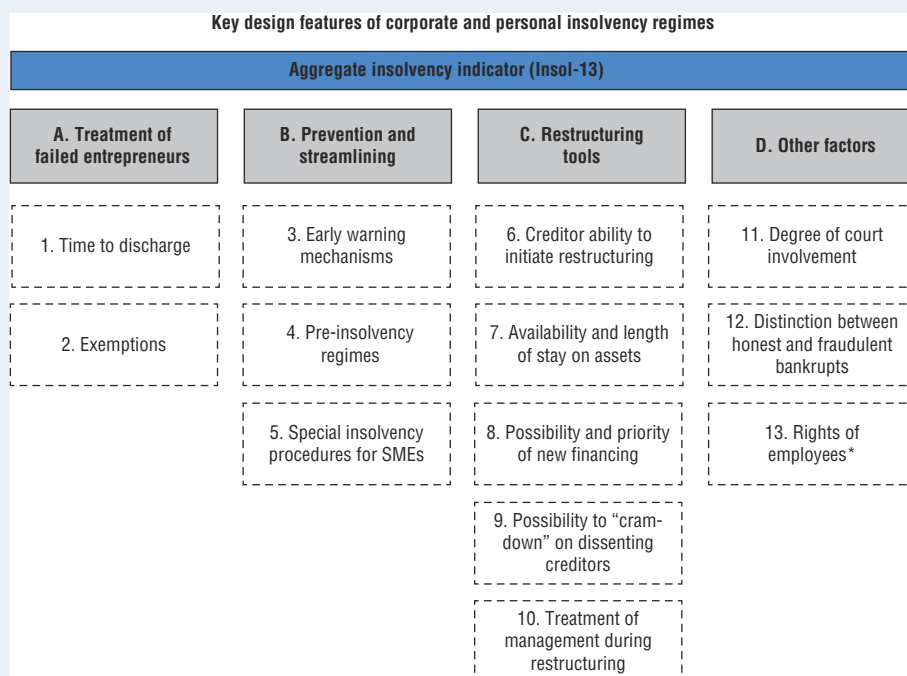 Key design features of corporate and personal insolvency regimes
Aggregate insolvency indicator (Insol-13)
A. Treatment of
failed entrepreneurs
1. Time to discharge
2. Exemptions
B. Prevention and
streamlining
3. Early warning
mechanisms
4. Pre-insolvency
regimes
5. Special insolvency
procedures for SMEs
C. Restructuring
tools
6. Creditor ability to
initiate restructuring
7. Availability and length
of stay on assets
8. Possibility and priority
of new financing
9. Possibility to “cram-
down” on dissenting
creditors
10. Treatment of
management during
restructuring
D. Other factors
11. Degree of court
involvement
12. Distinction between
honest and fraudulent
bankrupts
13. Rights of
employees*